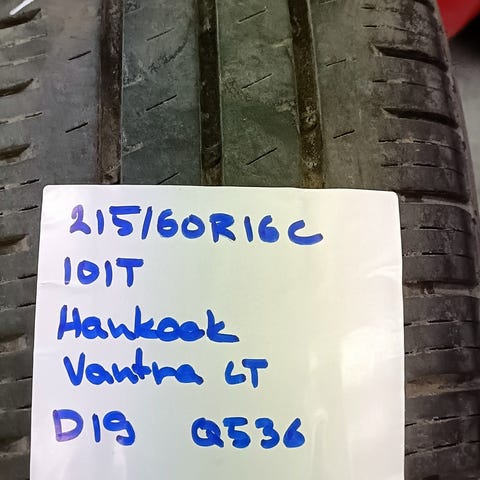 215/60R16C
101T
Hankook
Vantra LT
D19 Q536